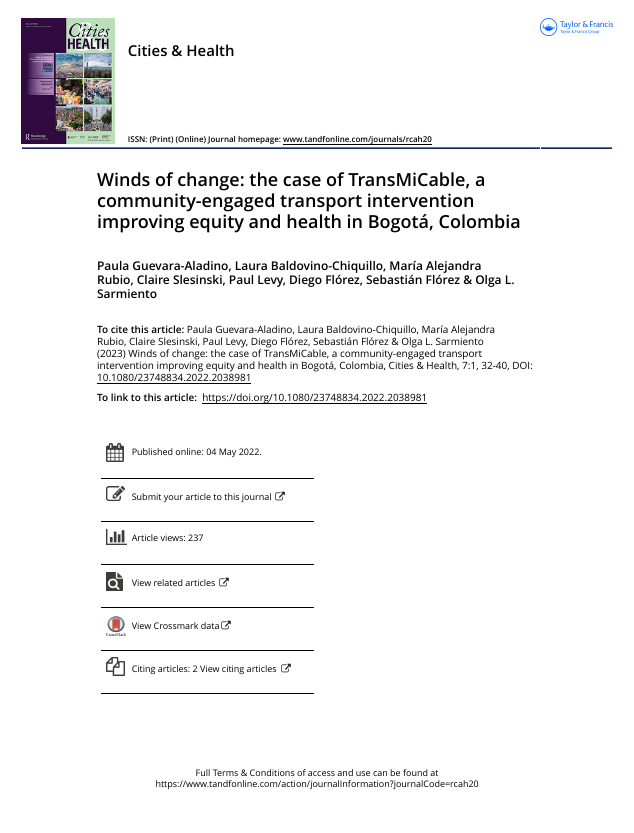 Cities
HEALTH
Routledge
Taylor & Francis
Taylor & Francis Group
Cities & Health
ISSN: (Print) (Online) Journal homepage: www.tandfonline.com/journals/rcah20
Winds of change: the case of TransMiCable, a
community-engaged transport intervention
improving equity and health in Bogotá, Colombia
Paula Guevara-Aladino, Laura Baldovino-Chiquillo, María Alejandra
Rubio, Claire Slesinski, Paul Levy, Diego Flórez, Sebastián Flórez & Olga L.
Sarmiento
To cite this article: Paula Guevara-Aladino, Laura Baldovino-Chiquillo, María Alejandra
Rubio, Claire Slesinski, Paul Levy, Diego Flórez, Sebastián Flórez & Olga L. Sarmiento
(2023) Winds of change: the case of TransMiCable, a community-engaged transport
intervention improving equity and health in Bogotá, Colombia, Cities & Health, 7:1, 32-40, DOI:
10.1080/23748834.2022.2038981
To link to this article: https://doi.org/10.1080/23748834.2022.2038981
Published online: 04 May 2022.
Submit your article to this journal
Article views: 237
View related articles
CrossMark
View Crossmark data
Citing articles: 2 View citing articles
Full Terms & Conditions of access and use can be found at
https://www.tandfonline.com/action/journalInformation?journalCode=rcah20